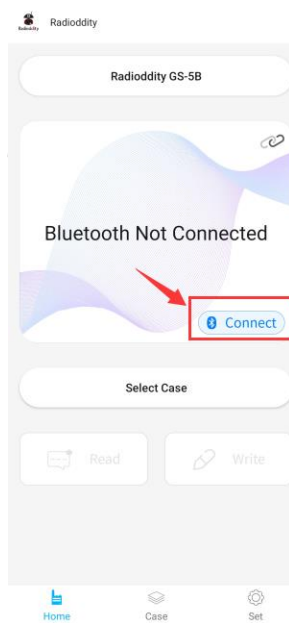 Radioddity
Radioddity
Radioddity GS-5B
Bluetooth Not Connected
Connect
Select Case
Read
Write
Home
Case
Set